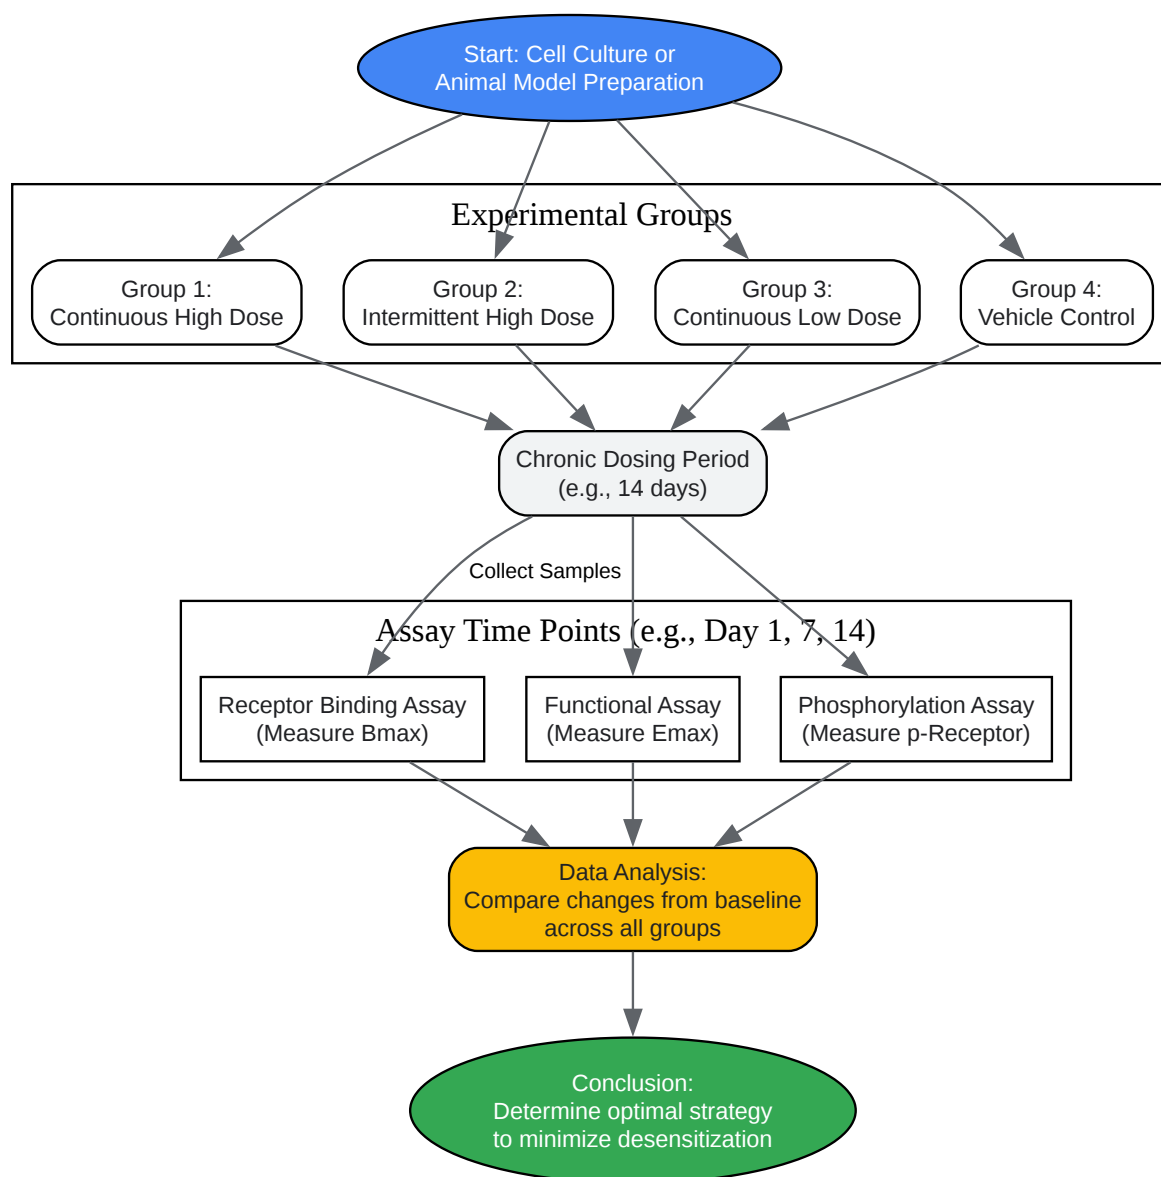 Start: Cell Culture or
Animal Model Preparation
Experimental Groups
Group 1:
Continuous High Dose
Group 2:
Intermittent High Dose
Group 3:
Continuous Low Dose
Group 4:
Vehicle Control
Chronic Dosing Period
(e.g., 14 days)
Collect Samples
Assay Time Points (e.g., Day 1, 7, 14)
Receptor Binding Assay
(Measure Bmax)
Functional Assay
(Measure Emax)
Phosphorylation Assay
(Measure p-Receptor)
Data Analysis:
Compare changes from baseline
across all groups
Conclusion:
Determine optimal strategy
to minimize desensitization